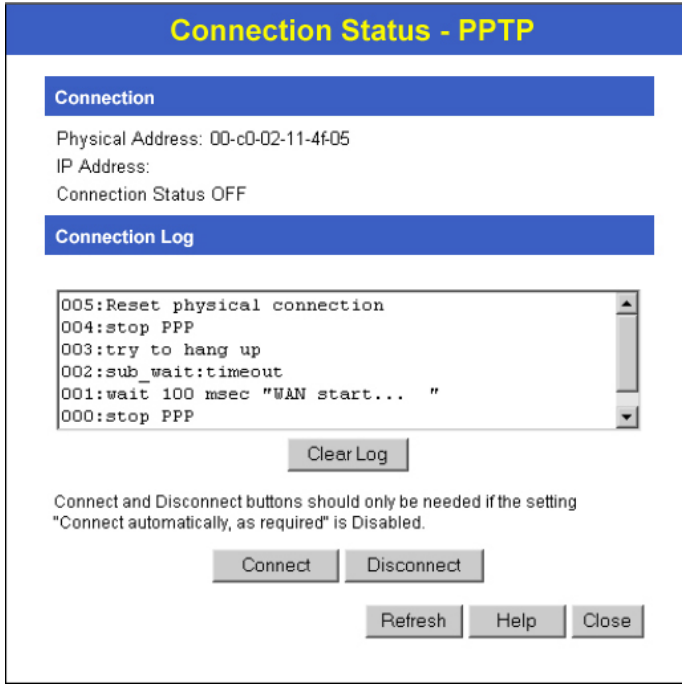 Connection Status - PPTP
Connection
Physical Address: 00-c0-02-11-4f-05
IP Address:
Connection Status OFF
Connection Log
005:Reset physical connection
004:stop PPP
003:try to hang up
002:sub_wait:timeout
001:wait 100 msec "WAN start...  "
000:stop PPP
Clear Log
Connect and Disconnect buttons should only be needed if the setting
"Connect automatically, as required" is Disabled.
Connect Disconnect
Refresh Help Close